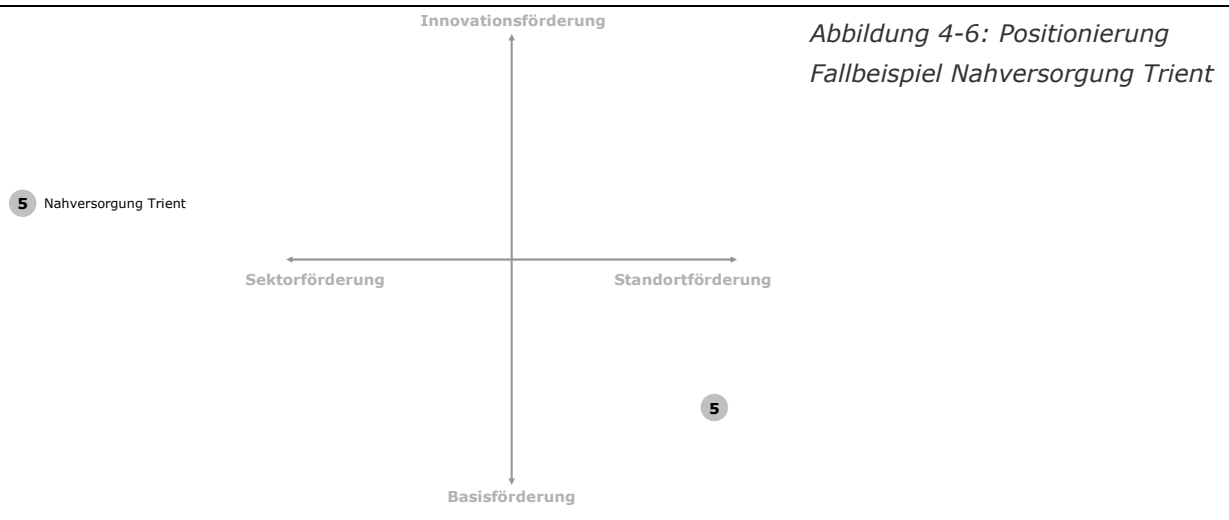 Innovationsförderung
Abbildung 4-6: Positionierung
Fallbeispiel Nahversorgung Trient
5 Nahversorgung Trient
Sektorförderung
Standortförderung
5
Basisförderung